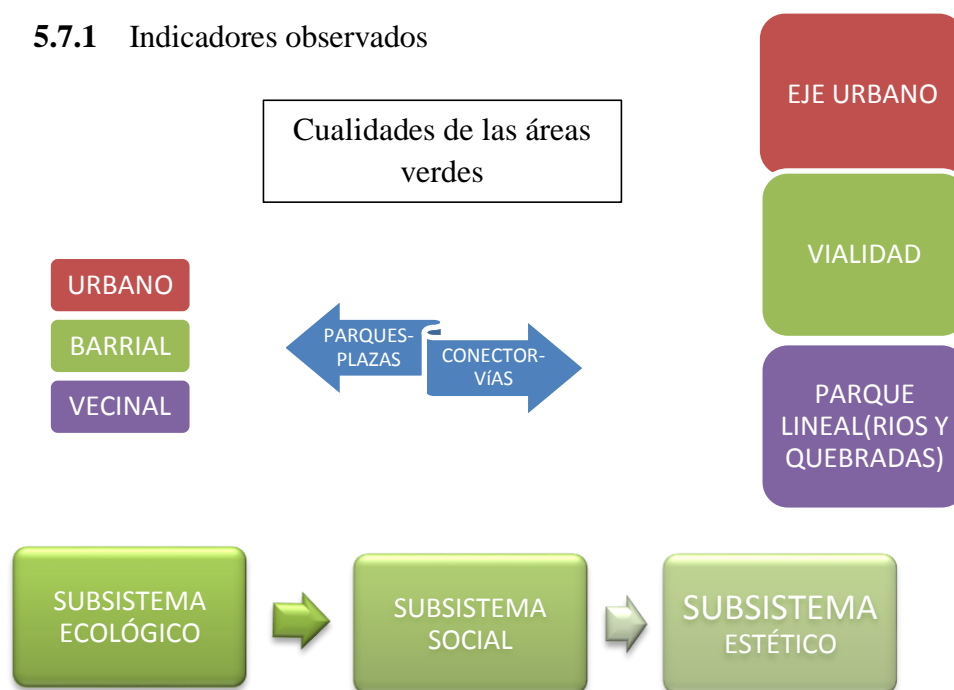 5.7.1 Indicadores observados
Cualidades de las áreas
verdes
URBANO
BARRIAL
VECINAL
PARQUES-
PLAZAS
CONECTOR-
VíAS
EJE URBANO
VIALIDAD
PARQUE
LINEAL(RIOS Y
QUEBRADAS)
SUBSISTEMA
ECOLÓGICO
SUBSISTEMA
SOCIAL
SUBSISTEMA
ESTÉTICO